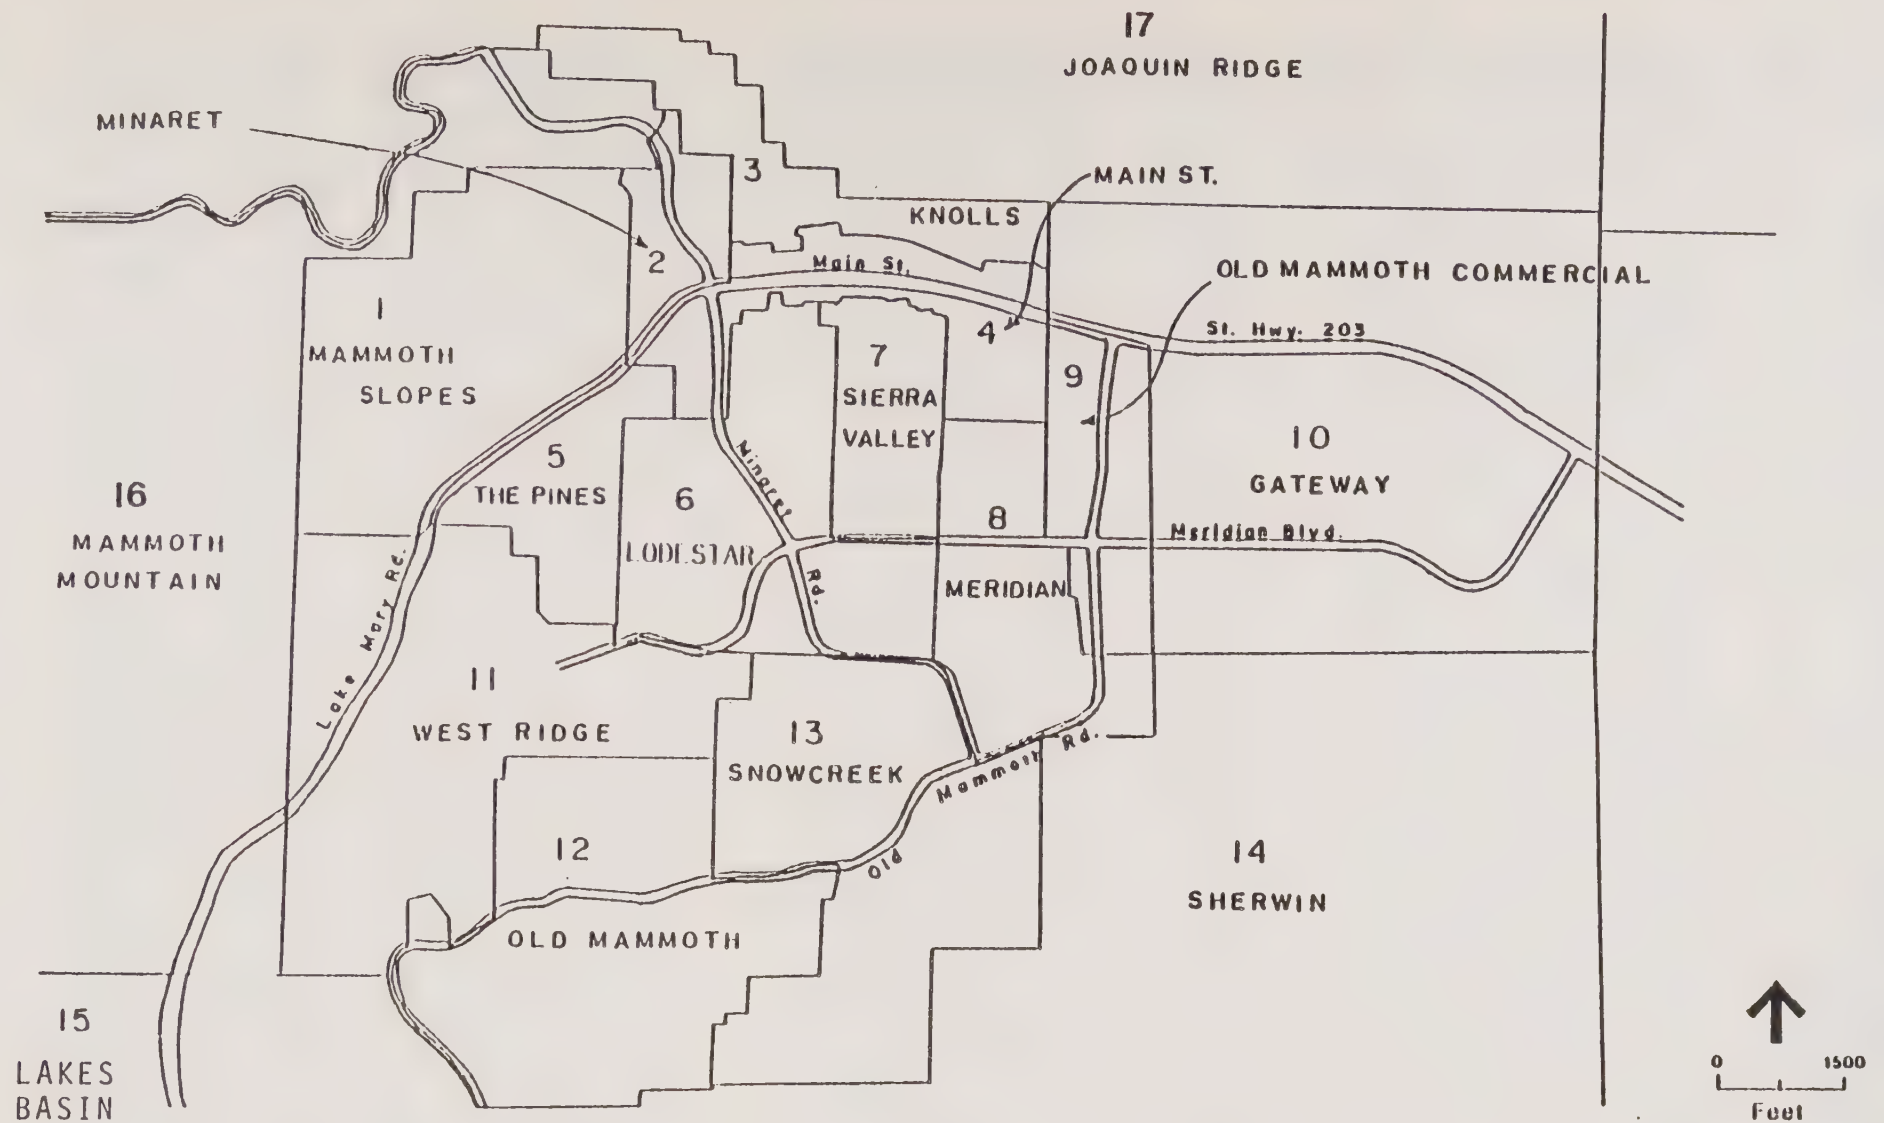 17
JOAQUIN RIDGE
MINARET
3
MAIN ST.
KNOLLS
2
Main St.
OLD MAMMOTH COMMERCIAL
1
MAMMOTH
SLOPES
4
St. Hwy. 203
7
SIERRA
VALLEY
9
5
THE PINES
6
LODESTAR
Minaret
Rd.
10
GATEWAY
16
MAMMOTH
MOUNTAIN
8
MERIDIAN
Meridian Blvd.
Lake Mary Rd.
11
WEST RIDGE
13
SNOWCREEK
Old Mammoth Rd.
12
OLD MAMMOTH
14
SHERWIN
15
LAKES
BASIN
0 1500
Feet